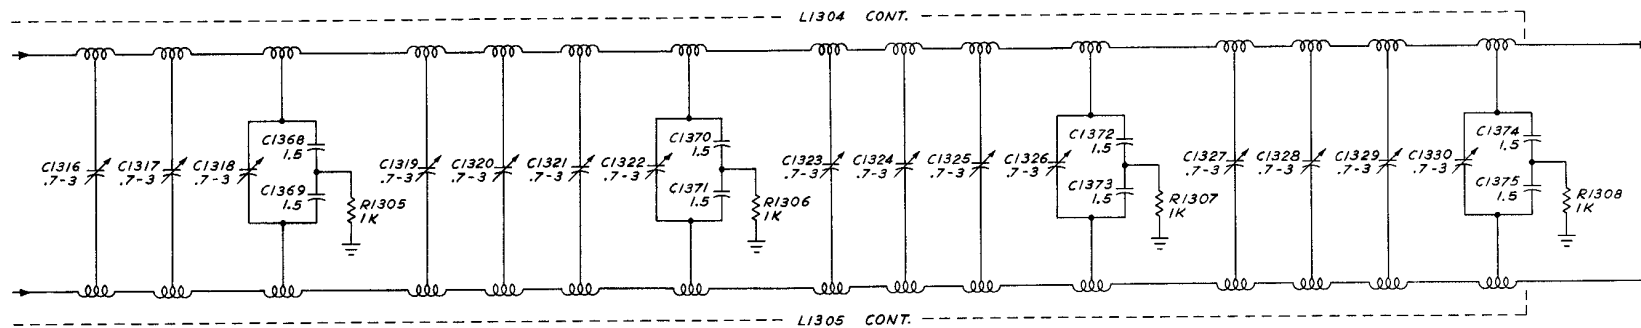 L1304 CONT.
C1316
.7-3
C1317
.7-3
C1318
.7-3
C1368
1.5
C1369
1.5
R1305
1K
C1319
.7-3
C1320
.7-3
C1321
.7-3
C1322
.7-3
C1370
1.5
C1371
1.5
R1306
1K
C1323
.7-3
C1324
.7-3
C1325
.7-3
C1326
.7-3
C1372
1.5
C1373
1.5
R1307
1K
C1327
.7-3
C1328
.7-3
C1329
.7-3
C1330
.7-3
C1374
1.5
C1375
1.5
R1308
1K
L1305 CONT.